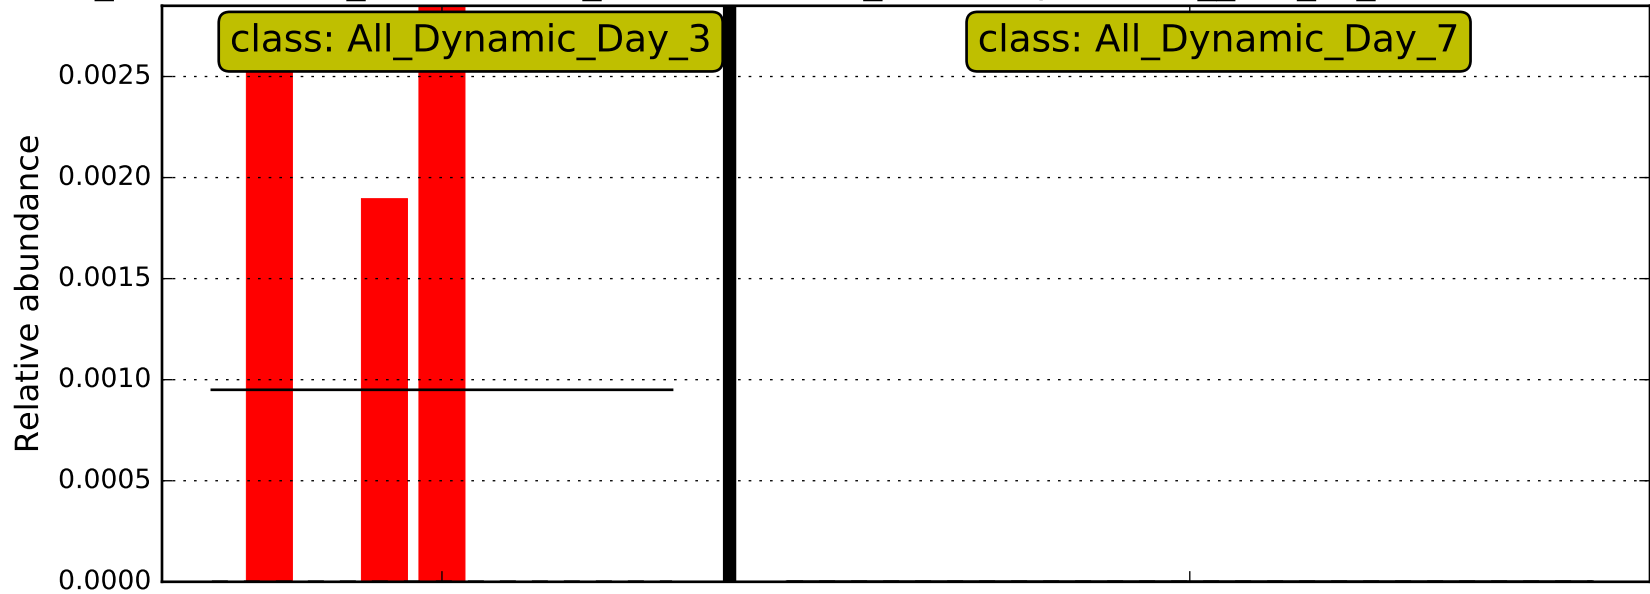 class: All_Dynamic_Day_3
class: All_Dynamic_Day_7
0.0025
0.0020
0.0015
0.0010
0.0005
0.0000
Relative abundance